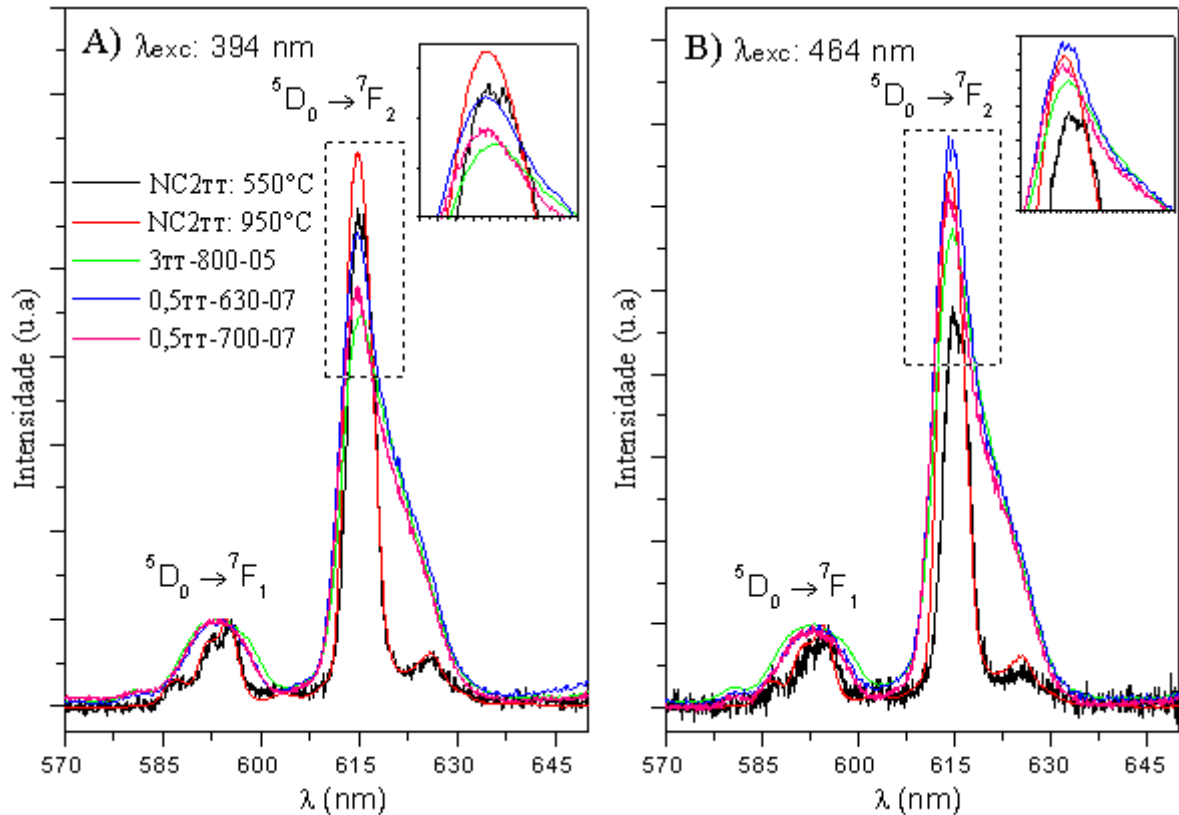 A) λexc: 394 nm
⁵D₀ →⁷F₂
NC2TT: 550°C
NC2TT: 950°C
3TT-800-05
0,5TT-630-07
0,5TT-700-07
⁵D₀ →⁷F₁
Intensidade (u.a)
570 585 600 615 630 645
λ (nm)
B) λexc: 464 nm
⁵D₀ →⁷F₂
⁵D₀ →⁷F₁
Intensidade (u.a)
570 585 600 615 630 645
λ (nm)